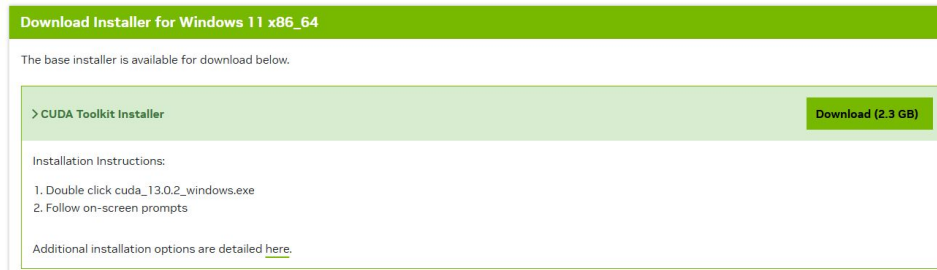 Download Installer for Windows 11 x86_64
The base installer is available for download below.
> CUDA Toolkit Installer
Download (2.3 GB)
Installation Instructions:
1. Double click cuda_13.0.2_windows.exe
2. Follow on-screen prompts
Additional installation options are detailed here.